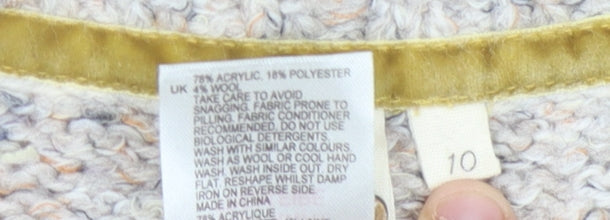 78% ACRYLIC, 18% POLYESTER
UK 4% WOOL
TAKE CARE TO AVOID
SNAGGING. FABRIC PRONE TO
PILLING. FABRIC CONDITIONER
RECOMMENDED. DO NOT USE
BIOLOGICAL DETERGENTS.
WASH WITH SIMILAR COLOURS.
WASH AS WOOL OR COOL HAND
WASH. WASH INSIDE OUT. DRY
FLAT. RESHAPE WHILST DAMP
IRON ON REVERSE SIDE.
MADE IN CHINA
78% ACRYLIQUE
10